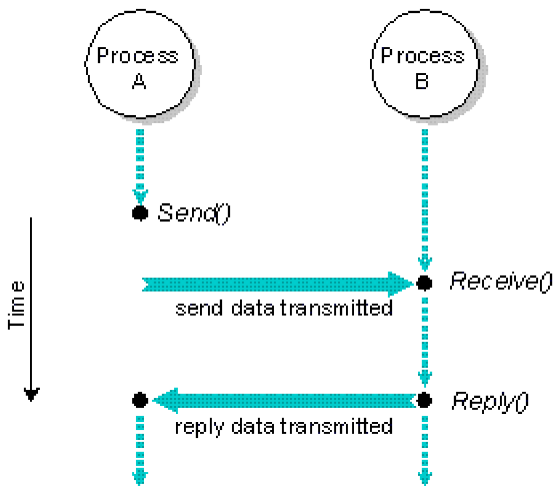 Process
A
Process
B
Send()
Receive()
send data transmitted
Time
Reply()
reply data transmitted